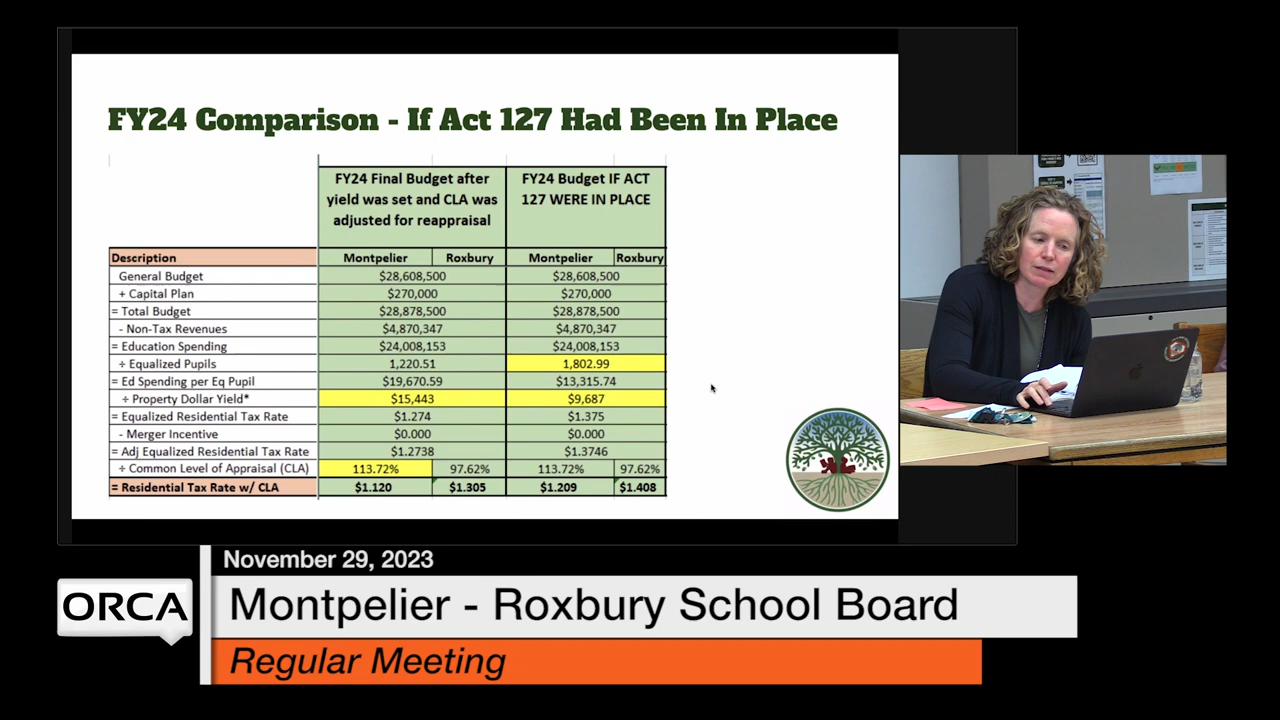 FY24 Comparison - If Act 127 Had Been In Place
FY24 Final Budget after yield was set and CLA was adjusted for reappraisal FY24 Budget IF ACT 127 WERE IN PLACE
Description Montpelier Roxbury Montpelier Roxbury
General Budget $28,608,500 $28,608,500
+ Capital Plan $270,000 $270,000
= Total Budget $28,878,500 $28,878,500
- Non-Tax Revenues $4,870,347 $4,870,347
= Education Spending $24,008,153 $24,008,153
÷ Equalized Pupils 1,220.51 1,802.99
= Ed Spending per Eq Pupil $19,670.59 $13,315.74
÷ Property Dollar Yield* $15,443 $9,687
= Equalized Residential Tax Rate $1.274 $1.375
- Merger Incentive $0.000 $0.000
= Adj Equalized Residential Tax Rate $1.2738 $1.3746
÷ Common Level of Appraisal (CLA) 113.72% 97.62% 113.72% 97.62%
= Residential Tax Rate w/ CLA $1.120 $1.305 $1.209 $1.408
November 29, 2023
ORCA
Montpelier - Roxbury School Board
Regular Meeting